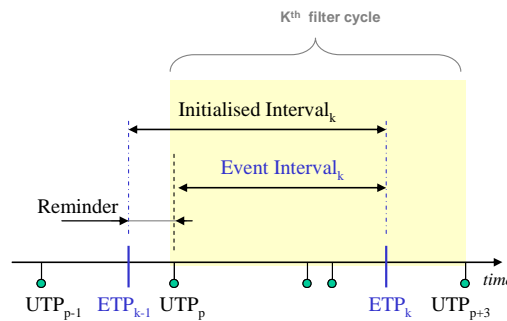 Kth filter cycle
Initialised Intervalk
Event Intervalk
Reminder
time
UTPp-1 ETPk-1 UTPp ETPk UTPp+3